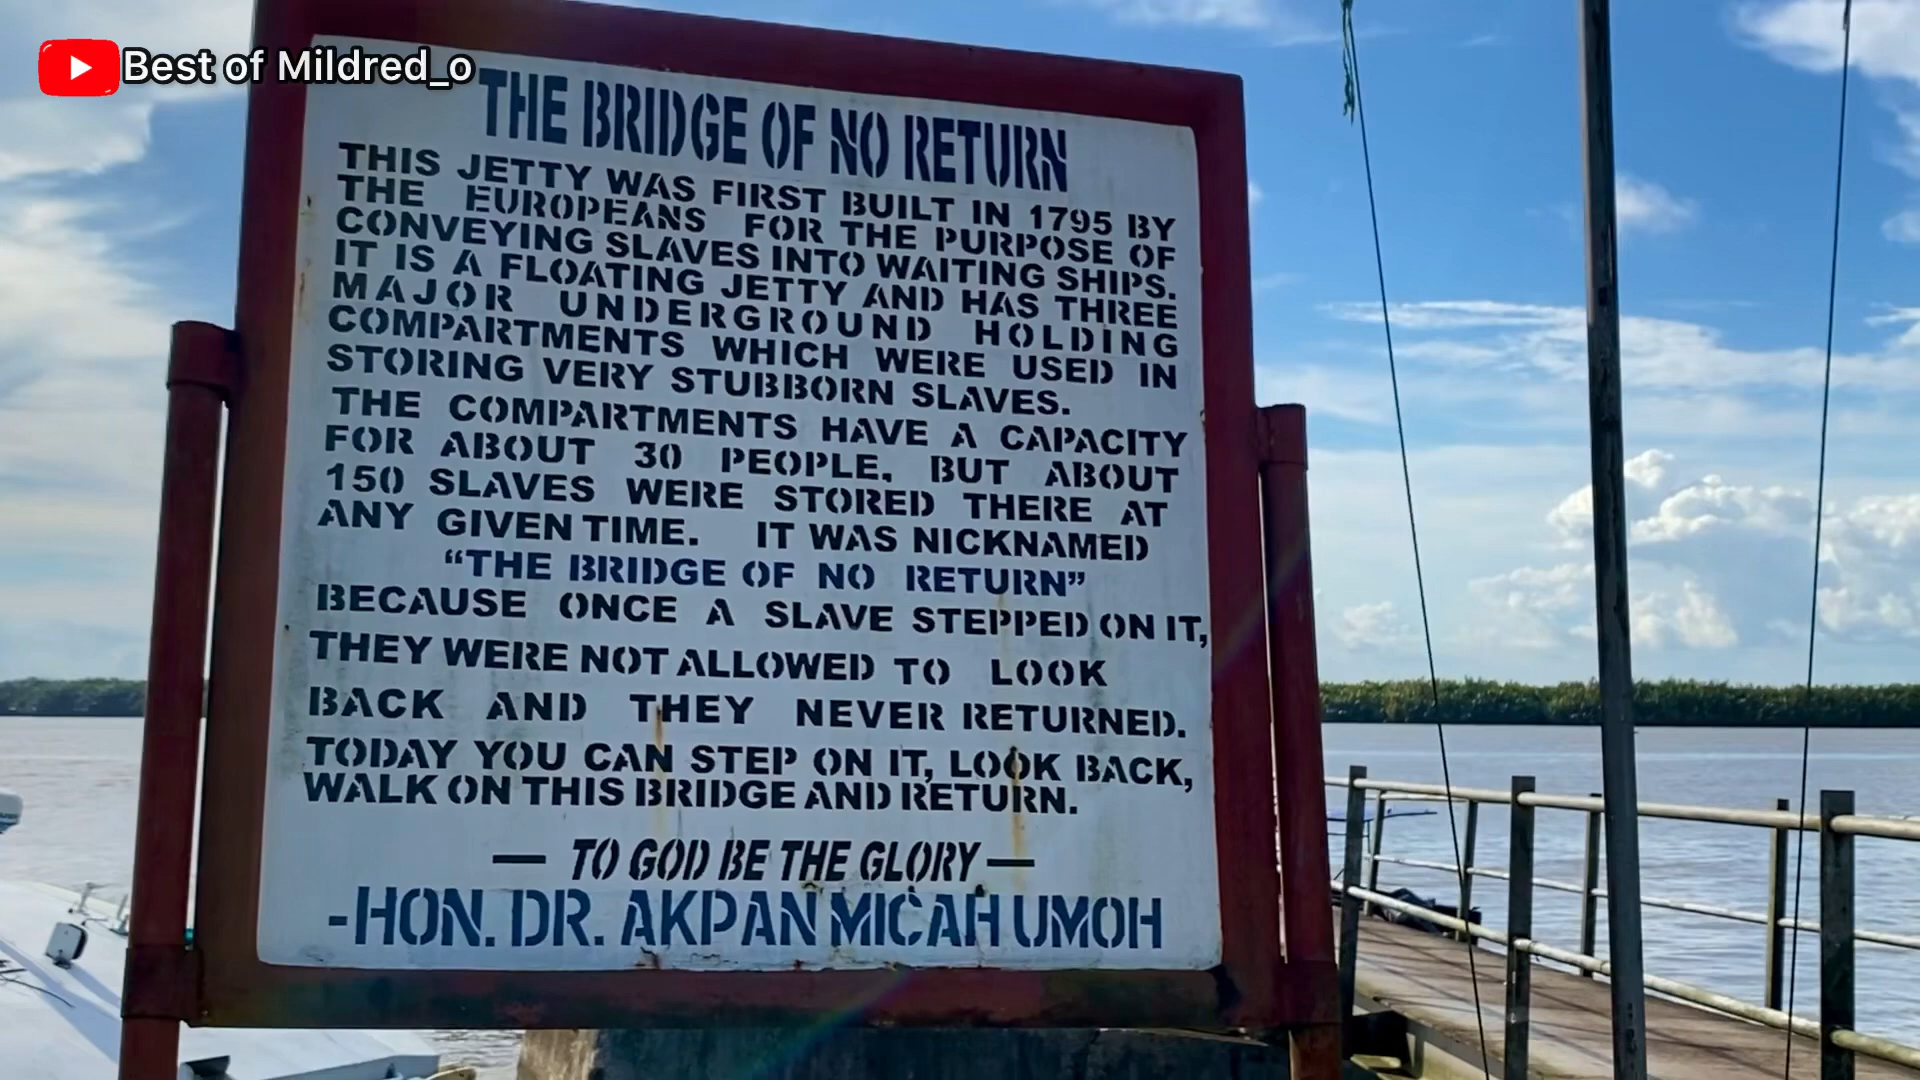 Best of Mildred_o
THE BRIDGE OF NO RETURN
THIS JETTY WAS FIRST BUILT IN 1795 BY
THE EUROPEANS FOR THE PURPOSE OF
CONVEYING SLAVES INTO WAITING SHIPS.
IT IS A FLOATING JETTY AND HAS THREE
MAJOR UNDERGROUND HOLDING
COMPARTMENTS WHICH WERE USED IN
STORING VERY STUBBORN SLAVES.
THE COMPARTMENTS HAVE A CAPACITY
FOR ABOUT 30 PEOPLE, BUT ABOUT
150 SLAVES WERE STORED THERE AT
ANY GIVEN TIME. IT WAS NICKNAMED
“THE BRIDGE OF NO RETURN”
BECAUSE ONCE A SLAVE STEPPED ON IT,
THEY WERE NOT ALLOWED TO LOOK
BACK AND THEY NEVER RETURNED.
TODAY YOU CAN STEP ON IT, LOOK BACK,
WALK ON THIS BRIDGE AND RETURN.
— TO GOD BE THE GLORY —
-HON. DR. AKPAN MICAH UMOH